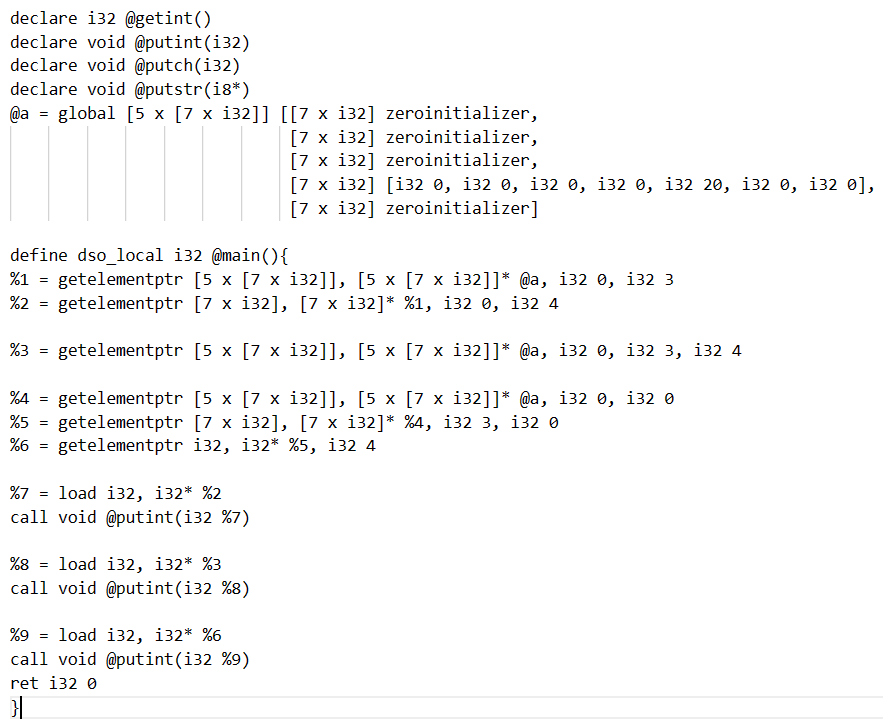 declare i32 @getint()
declare void @putint(i32)
declare void @putch(i32)
declare void @putstr(i8*)
@a = global [5 x [7 x i32]] [[7 x i32] zeroinitializer,
[7 x i32] zeroinitializer,
[7 x i32] zeroinitializer,
[7 x i32] [i32 0, i32 0, i32 0, i32 0, i32 20, i32 0, i32 0],
[7 x i32] zeroinitializer]
define dso_local i32 @main(){
%1 = getelementptr [5 x [7 x i32]], [5 x [7 x i32]]* @a, i32 0, i32 3
%2 = getelementptr [7 x i32], [7 x i32]* %1, i32 0, i32 4
%3 = getelementptr [5 x [7 x i32]], [5 x [7 x i32]]* @a, i32 0, i32 3, i32 4
%4 = getelementptr [5 x [7 x i32]], [5 x [7 x i32]]* @a, i32 0, i32 0
%5 = getelementptr [7 x i32], [7 x i32]* %4, i32 3, i32 0
%6 = getelementptr i32, i32* %5, i32 4
%7 = load i32, i32* %2
call void @putint(i32 %7)
%8 = load i32, i32* %3
call void @putint(i32 %8)
%9 = load i32, i32* %6
call void @putint(i32 %9)
ret i32 0
}